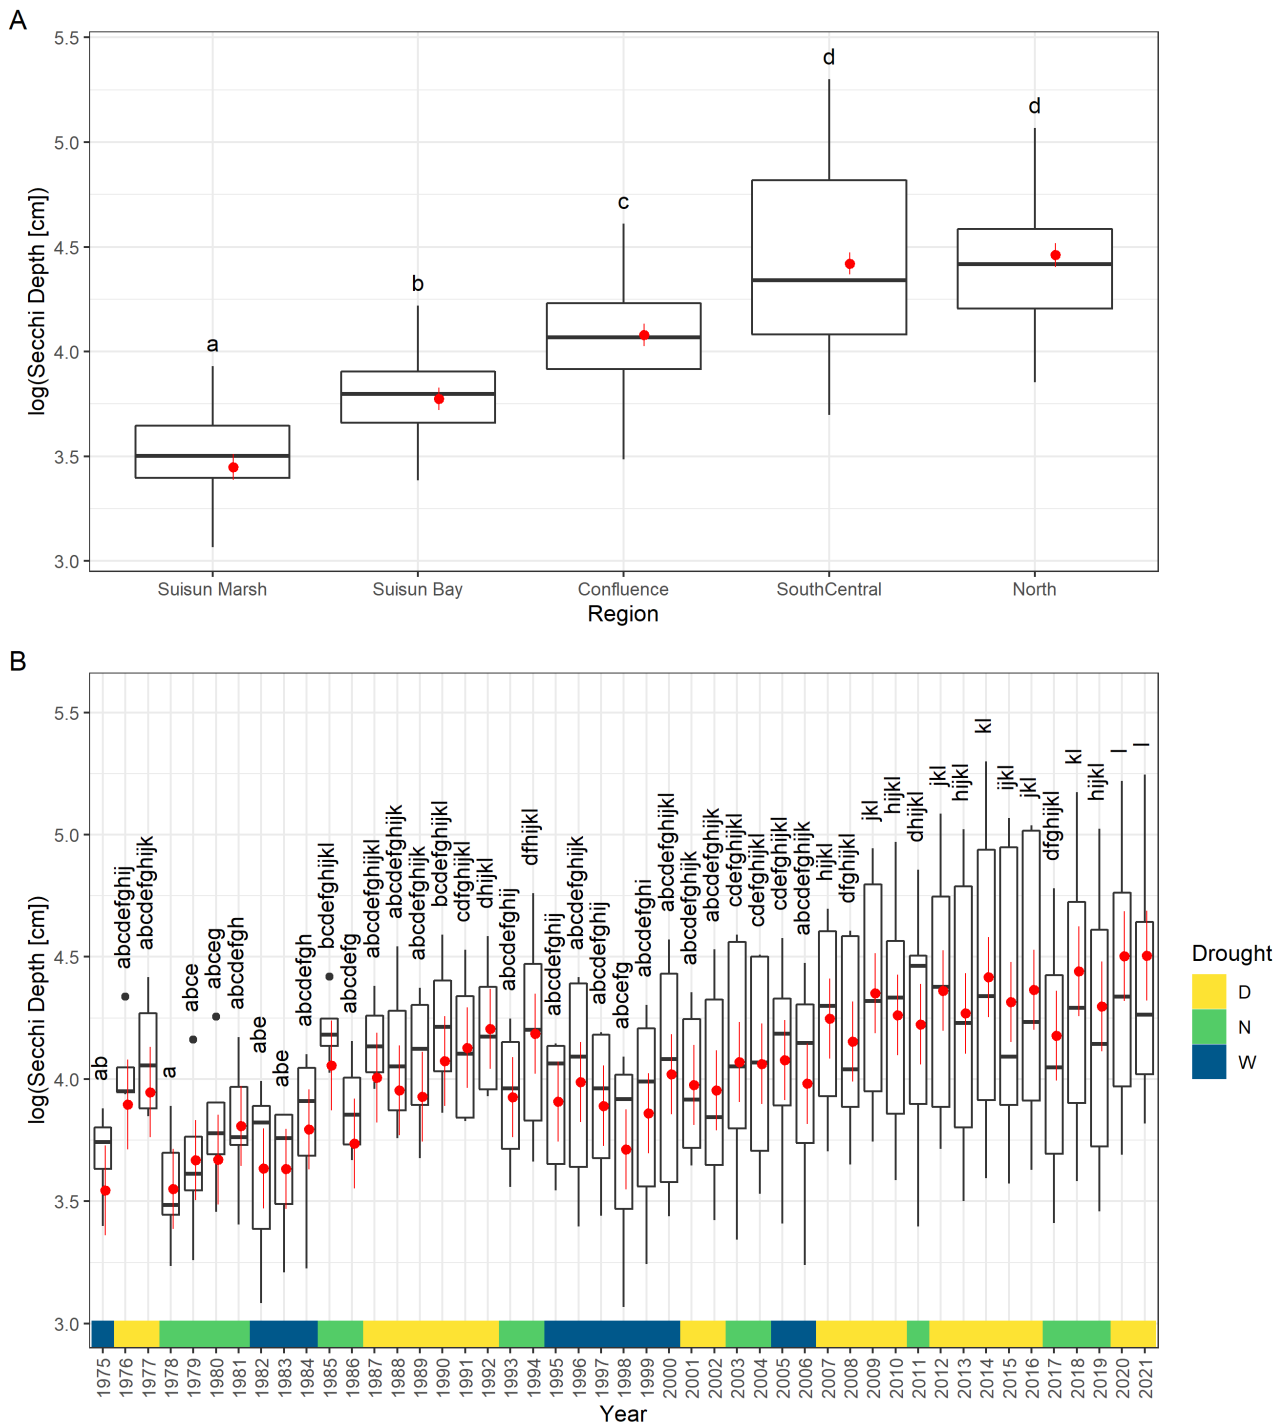 A
5.5
5.0
4.5
4.0
3.5
3.0
log(Secchi Depth [cm])
a
b
c
d
d
Suisun Marsh
Suisun Bay
Confluence
SouthCentral
North
Region
B
5.5
5.0
4.5
4.0
3.5
3.0
log(Secchi Depth [cm])
ab
abcdefghij
abcdefghijk
a
abce
abceg
abcdefgh
abe
abe
abcdefgh
bcdefghijkl
abcdefg
abcdefghijkl
abcdefghijk
abcdefghijk
bcdefghijkl
cdfghijkl
dhijkl
abcdefghij
dfhijkl
abcdefghij
abcdefghijk
abcdefghij
abcefg
abcdefghi
abcdefghijkl
abcdefghijk
abcdefghijk
cdefghijkl
cdefghijkl
cdefghijkl
abcdefghijk
hijkl
dfghijkl
jkl
hijkl
dhijkl
jkl
hijkl
kl
ijkl
jkl
dfghijkl
kl
hijkl
l
l
1975
1976
1977
1978
1979
1980
1981
1982
1983
1984
1985
1986
1987
1988
1989
1990
1991
1992
1993
1994
1995
1996
1997
1998
1999
2000
2001
2002
2003
2004
2005
2006
2007
2008
2009
2010
2011
2012
2013
2014
2015
2016
2017
2018
2019
2020
2021
Year
Drought
D
N
W